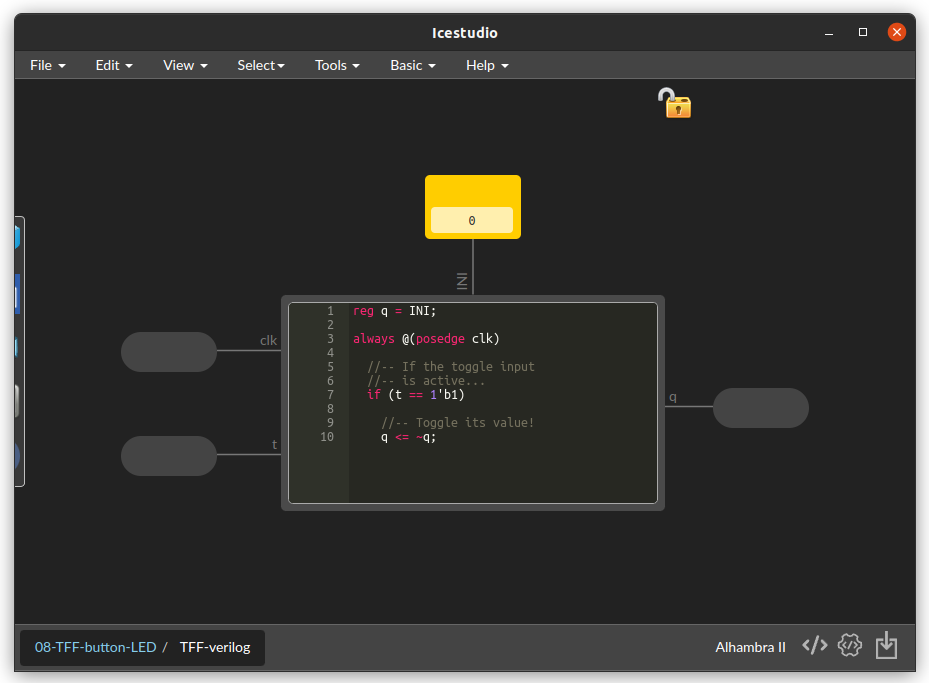 Icestudio
File Edit View Select Tools Basic Help
0
INI
clk
t
q
1 reg q = INI;
2
3 always @(posedge clk)
4
5 //-- If the toggle input
6 //-- is active...
7 if (t == 1'b1)
8
9 //-- Toggle its value!
10 q <= ~q;
08-TFF-button-LED / TFF-verilog
Alhambra II